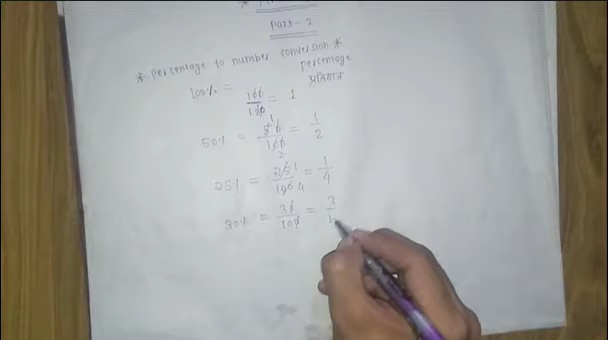 Part-2
* percentage to number conversion *
percentage
प्रतिशत
100% = 100/100 = 1
50% = 50/100 = 1/2
25% = 25/100 = 1/4
30% = 30/100 = 3/1